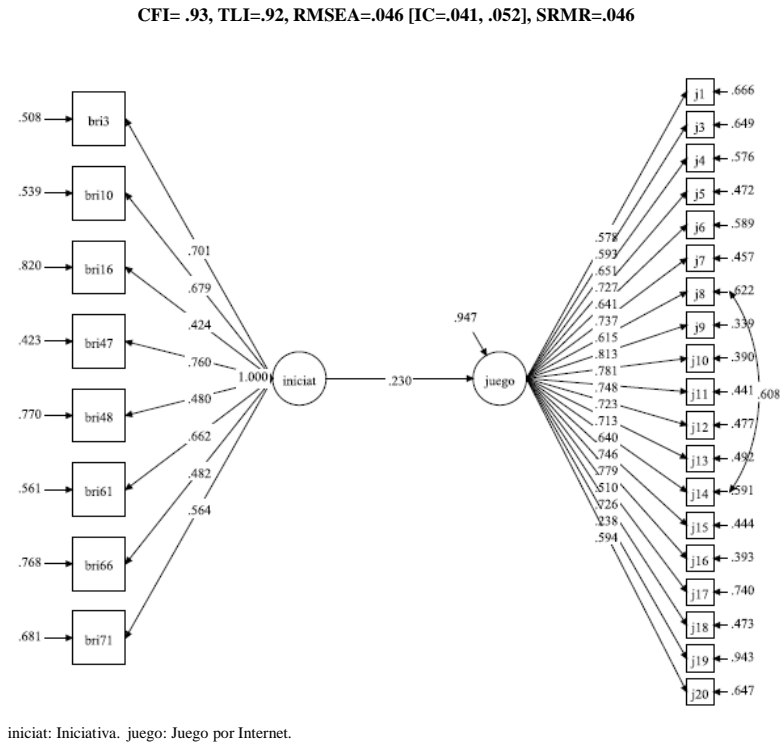 CFI= .93, TLI=.92, RMSEA=.046 [IC=.041, .052], SRMR=.046
.508 bri3
.539 bri10
.820 bri16
.423 bri47
.770 bri48
.561 bri61
.768 bri66
.681 bri71
.701
.679
.424
.760
.480
.662
.482
.564
1.000 iniciat
.230
.947
juego
.578
.593
.651
.727
.641
.737
.615
.813
.781
.748
.723
.713
.640
.746
.779
.510
.726
.238
.594
j1 .666
j3 .649
j4 .576
j5 .472
j6 .589
j7 .457
j8 .622
j9 .339
j10 .390
j11 .441
j12 .477
j13 .492
j14 .591
j15 .444
j16 .393
j17 .740
j18 .473
j19 .943
j20 .647
.608
iniciat: Iniciativa. juego: Juego por Internet.